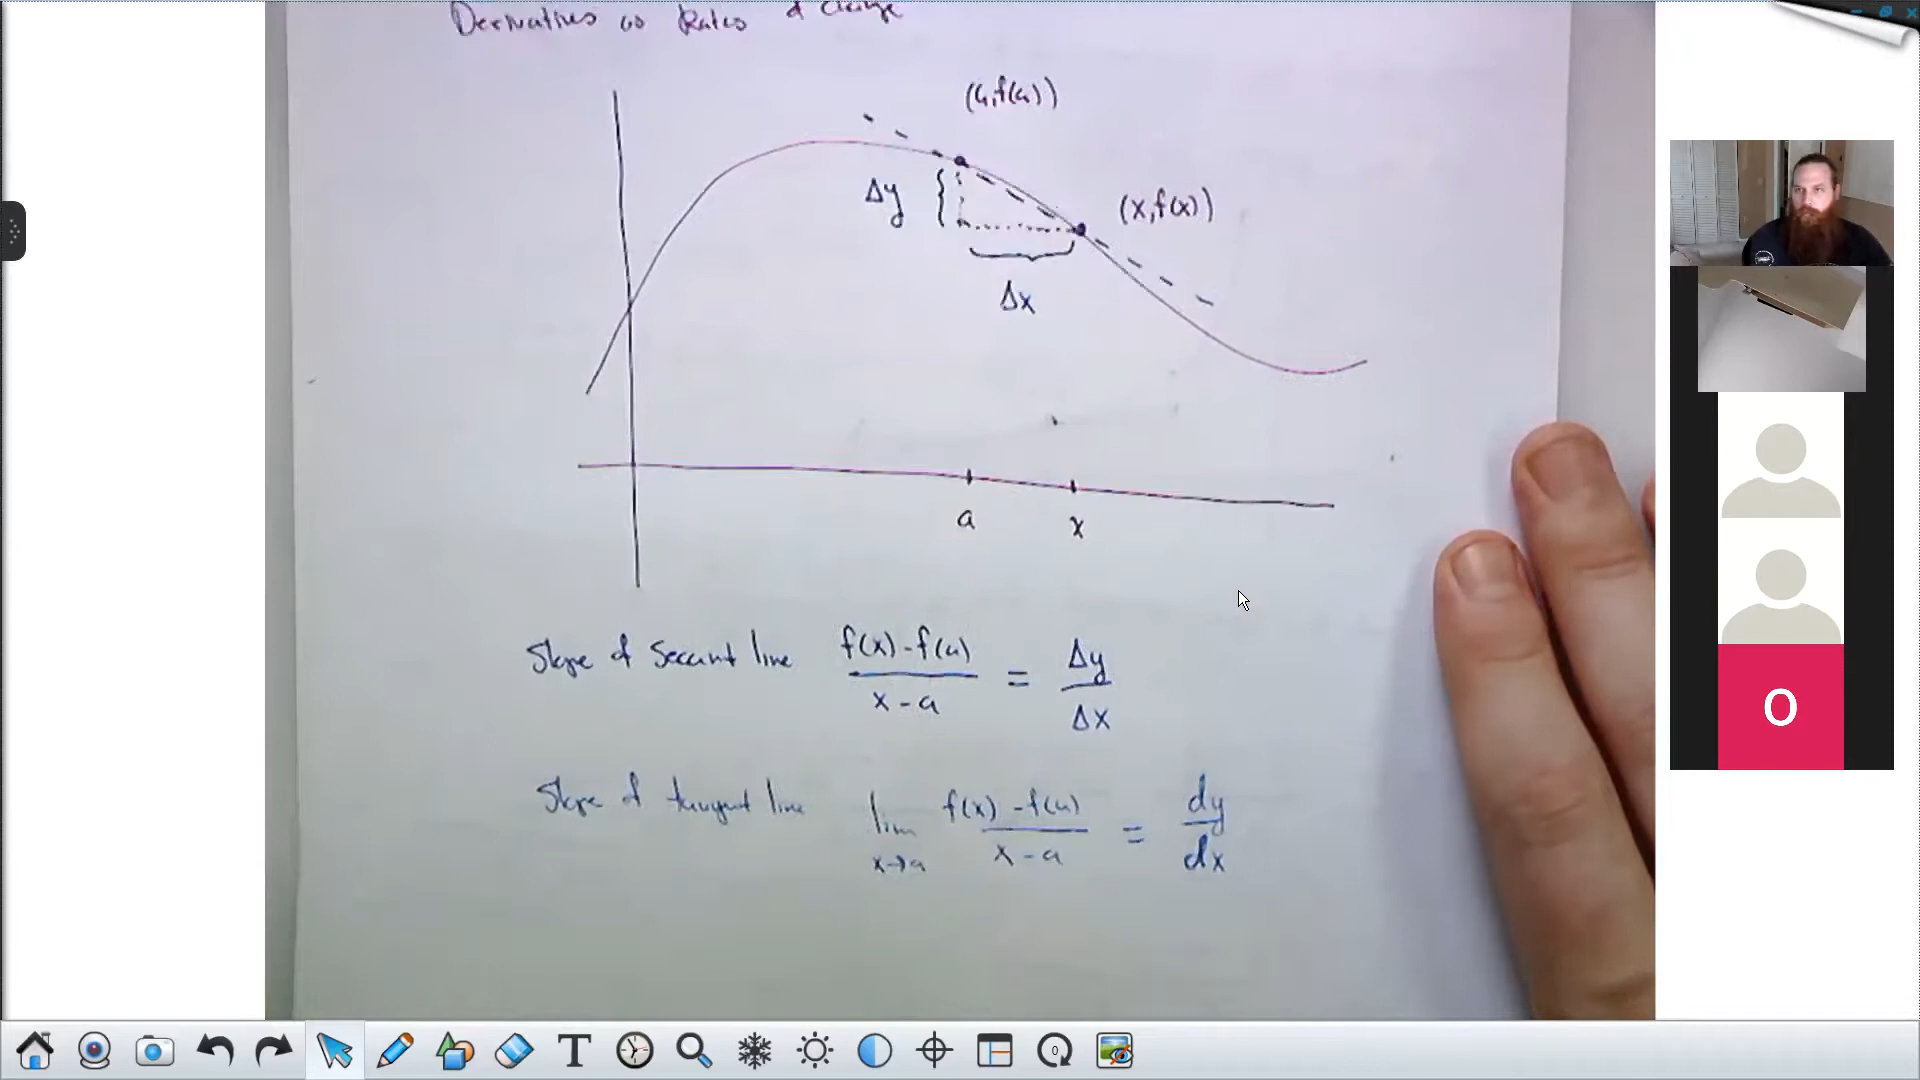 Derivatives as Rates of Change
(a, f(a))
Δy
(x, f(x))
Δx
a
x
Slope of Secant line f(x) - f(a) / x - a = Δy / Δx
Slope of tangent line lim x→a f(x) - f(a) / x - a = dy / dx
O
T
0